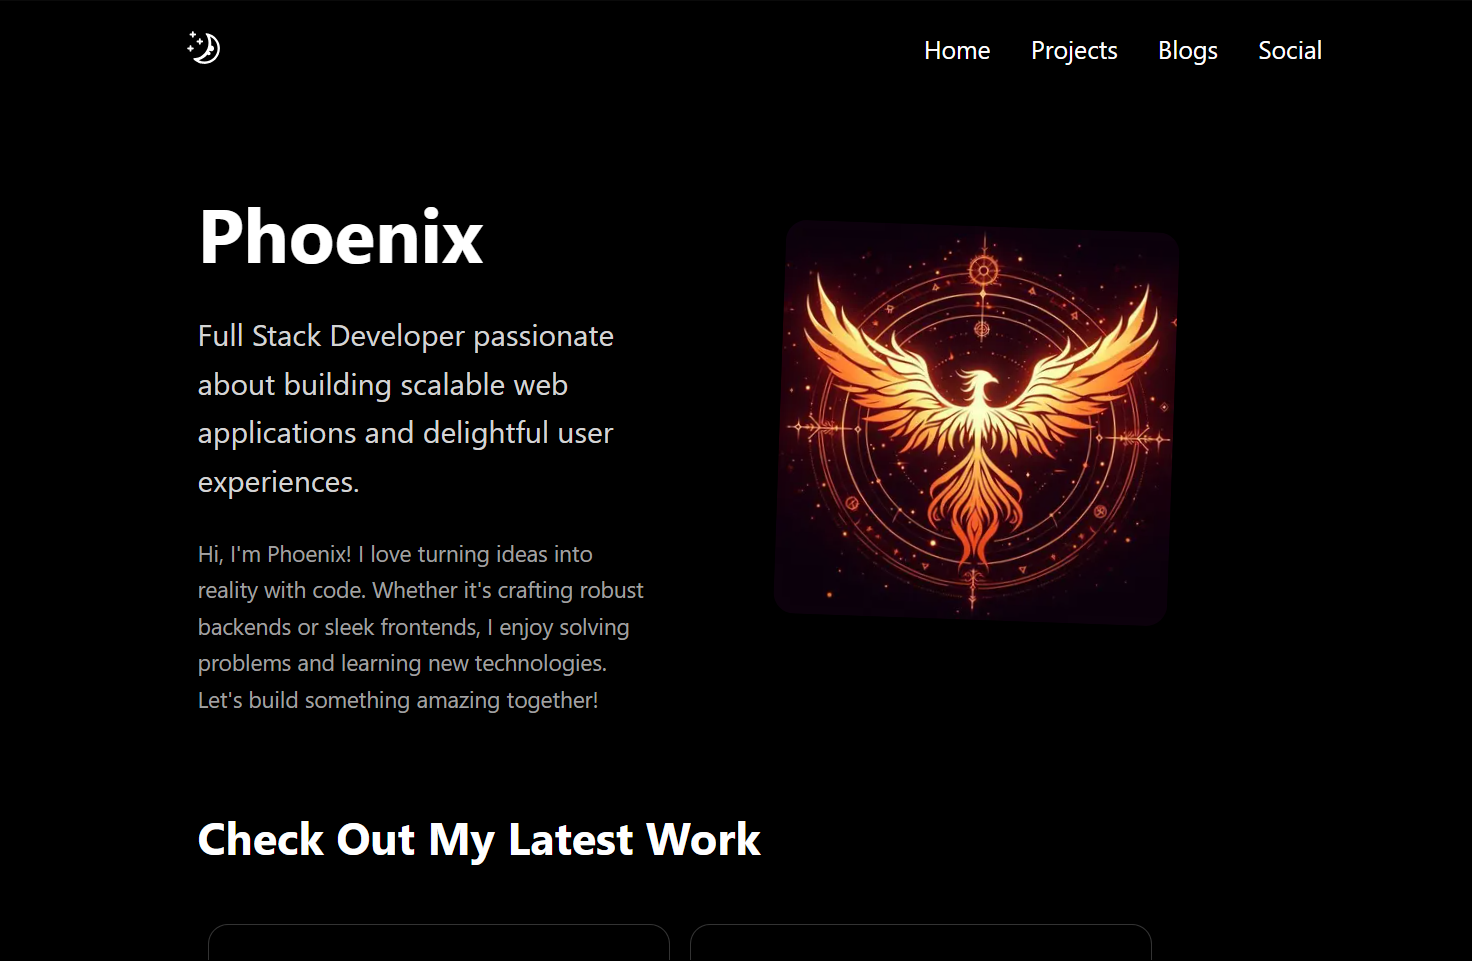 Home Projects Blogs Social
Phoenix
Full Stack Developer passionate
about building scalable web
applications and delightful user
experiences.
Hi, I'm Phoenix! I love turning ideas into
reality with code. Whether it's crafting robust
backends or sleek frontends, I enjoy solving
problems and learning new technologies.
Let's build something amazing together!
Check Out My Latest Work